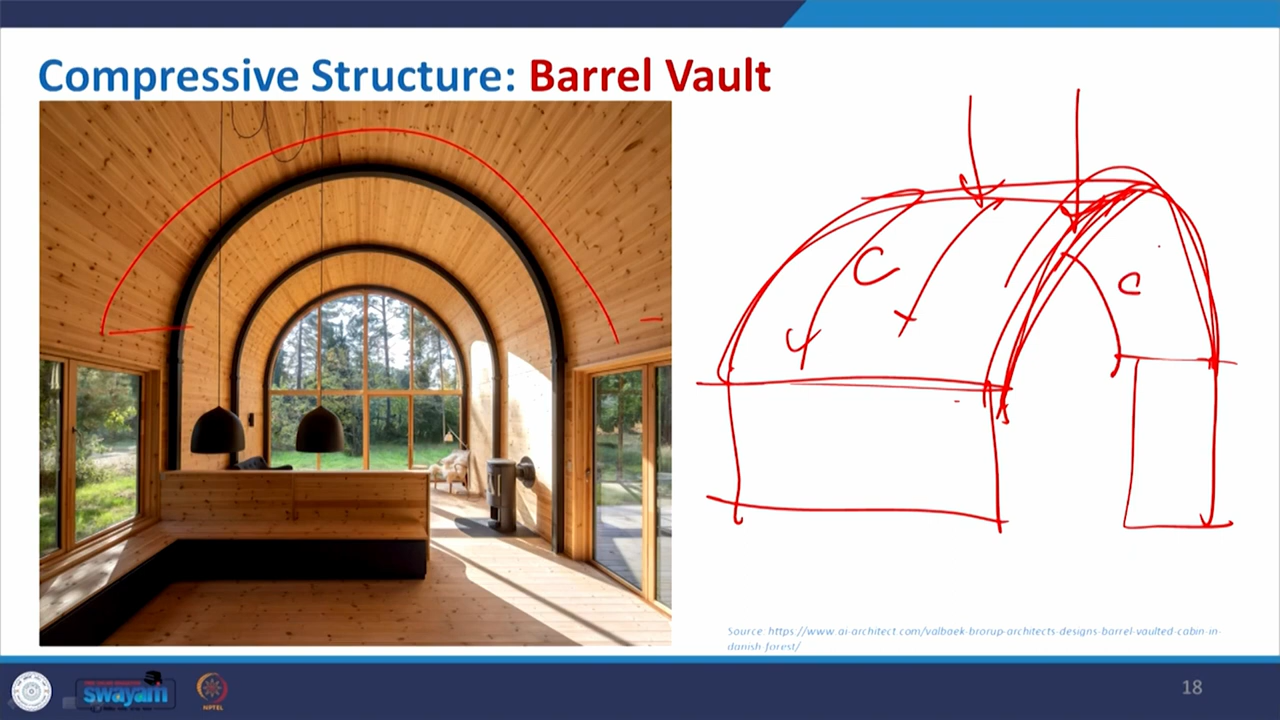 Compressive Structure: Barrel Vault
C
C
Source: https://www.ai-architect.com/valbaek-brorup-architects-designs-barrel-vaulted-cabin-in-
danish-forest/
swayam
NPTEL
18